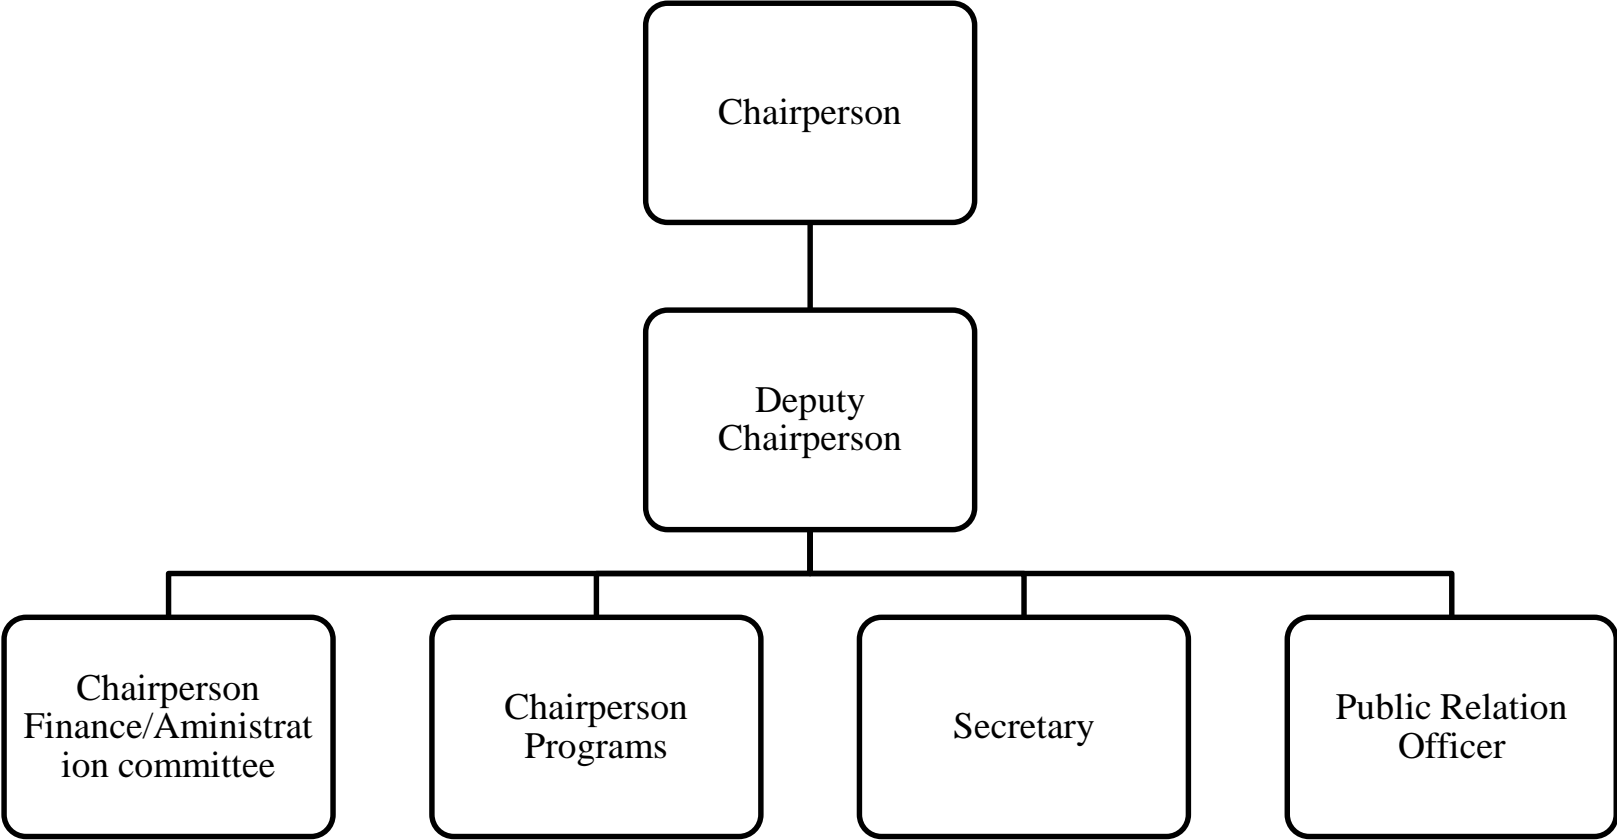 Chairperson
Deputy
Chairperson
Chairperson
Finance/Aministrat
ion committee
Chairperson
Programs
Secretary
Public Relation
Officer